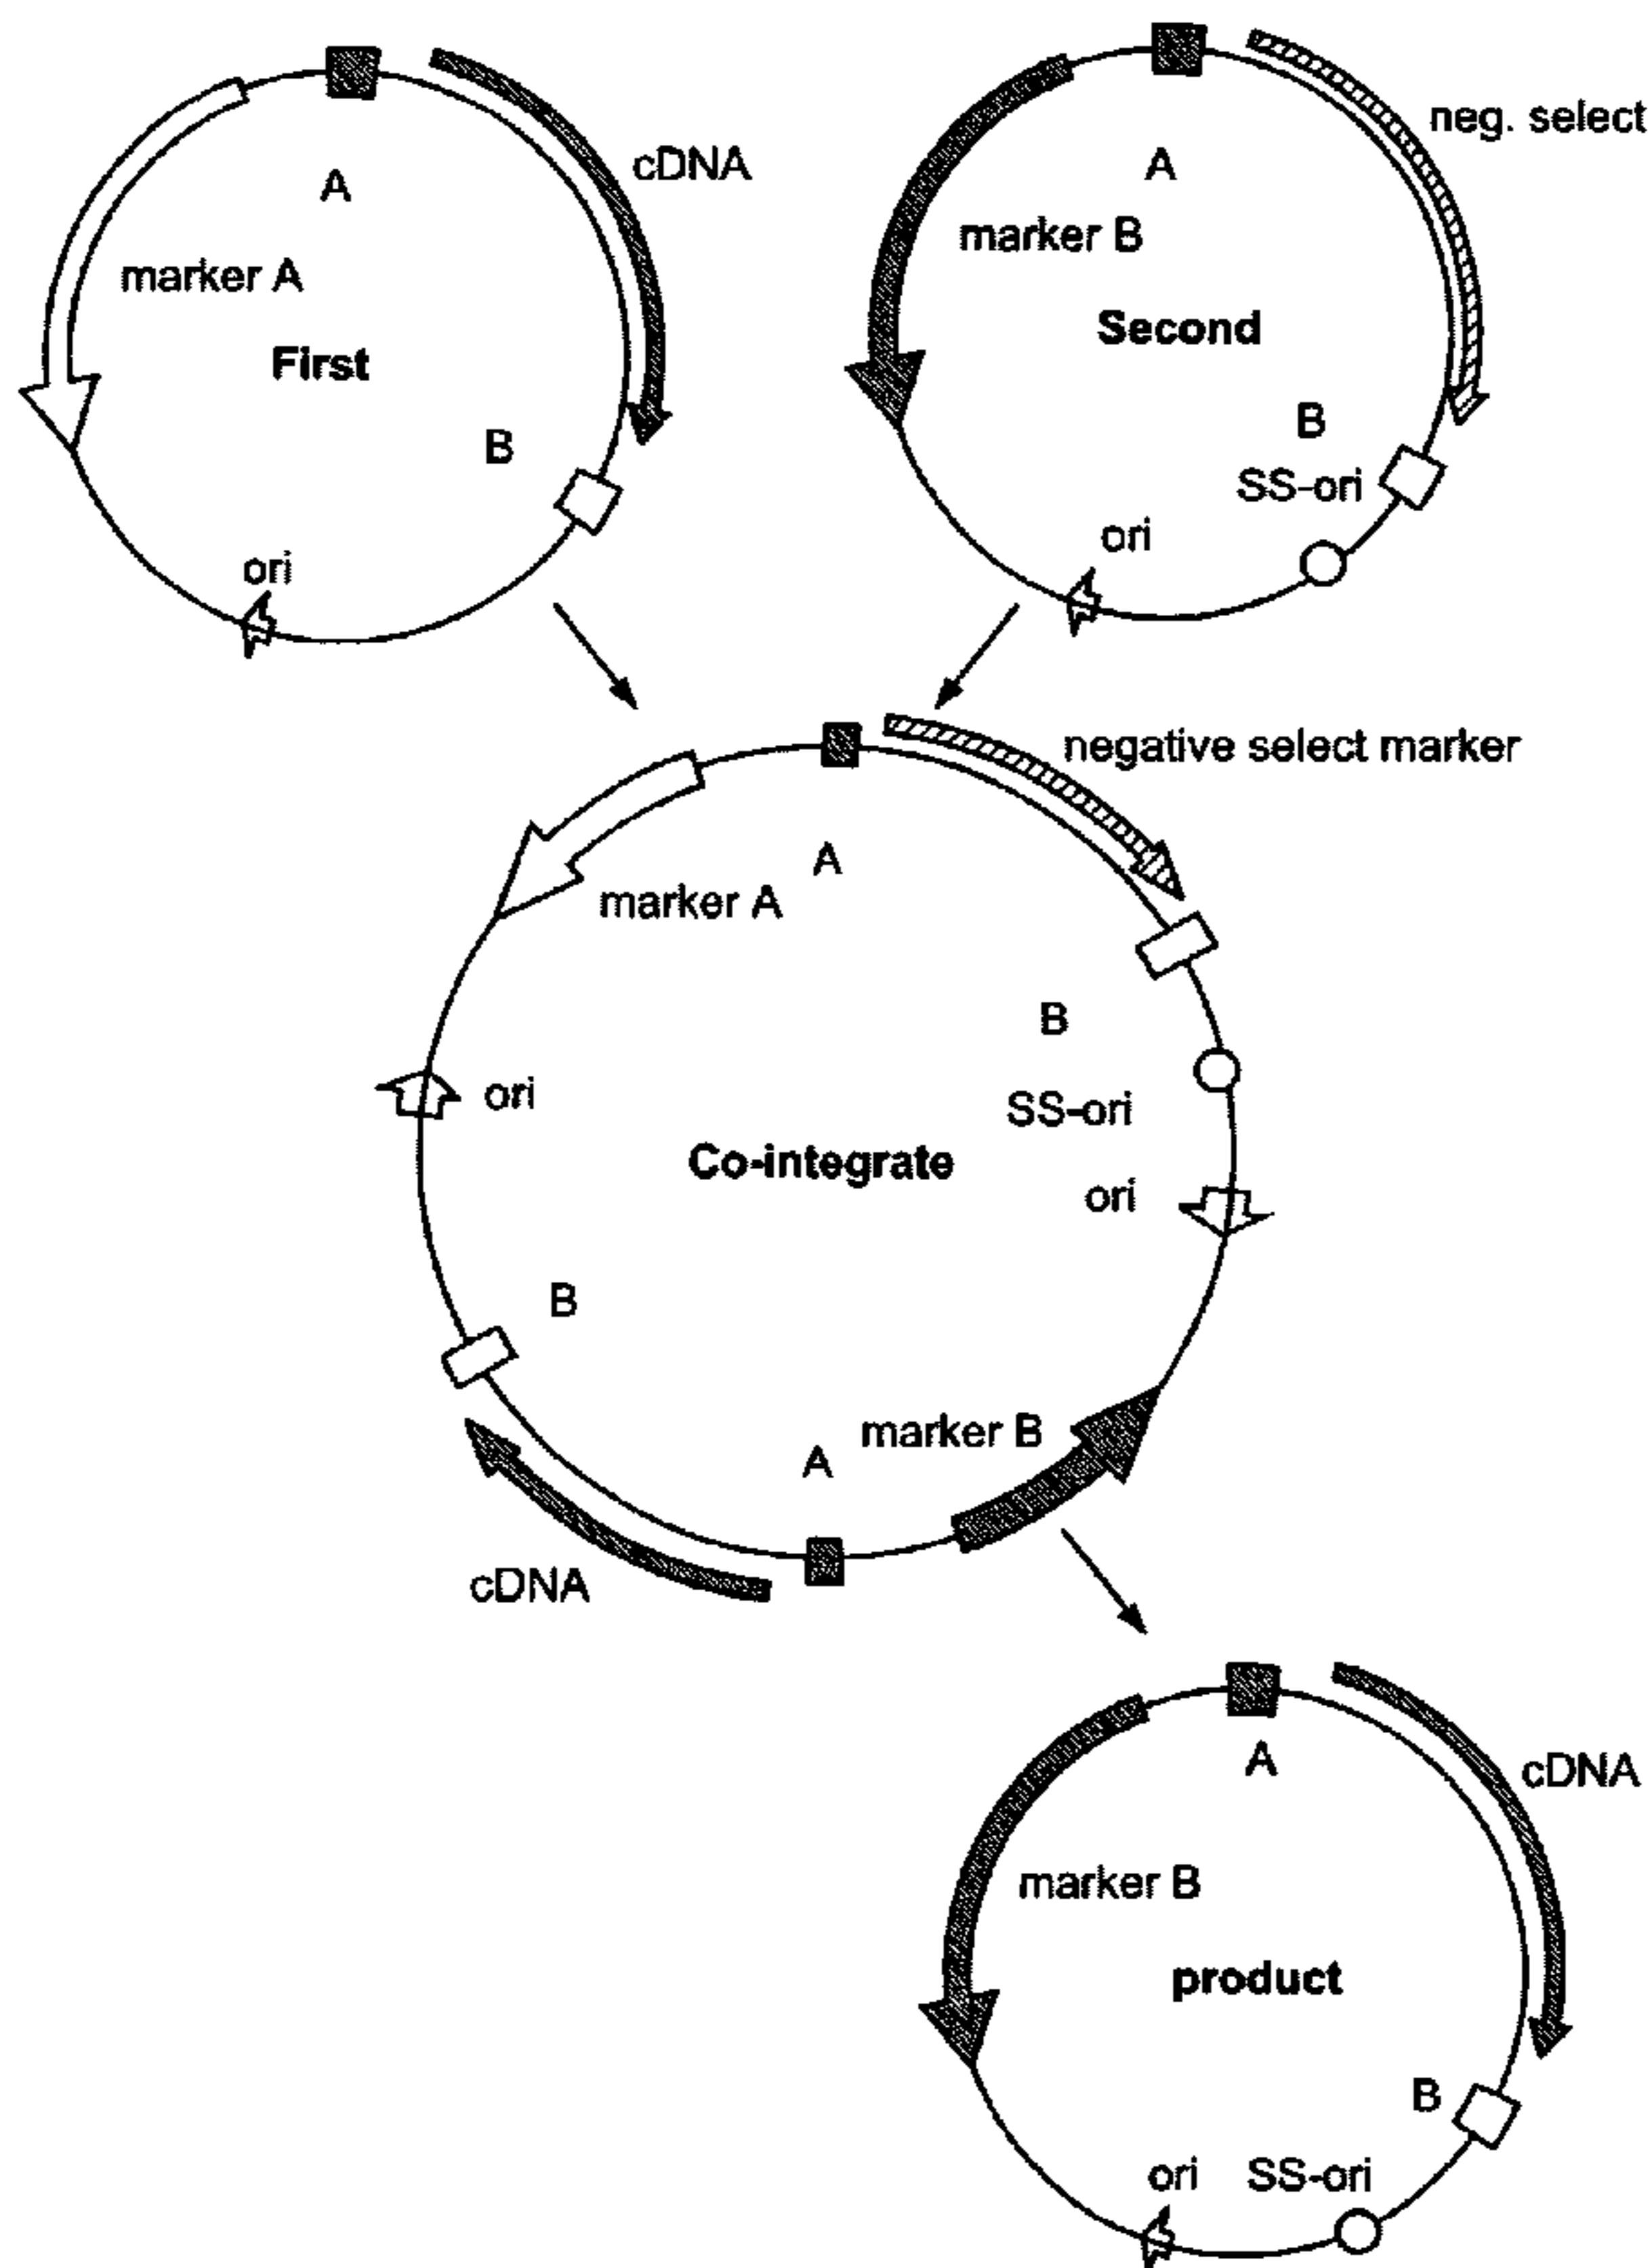 A
cDNA
marker A
First
B
ori
neg. select
A
marker B
Second
B
SS-ori
ori
negative select marker
A
marker A
B
ori
SS-ori
Co-integrate
ori
B
marker B
A
cDNA
A
cDNA
marker B
product
B
ori
SS-ori